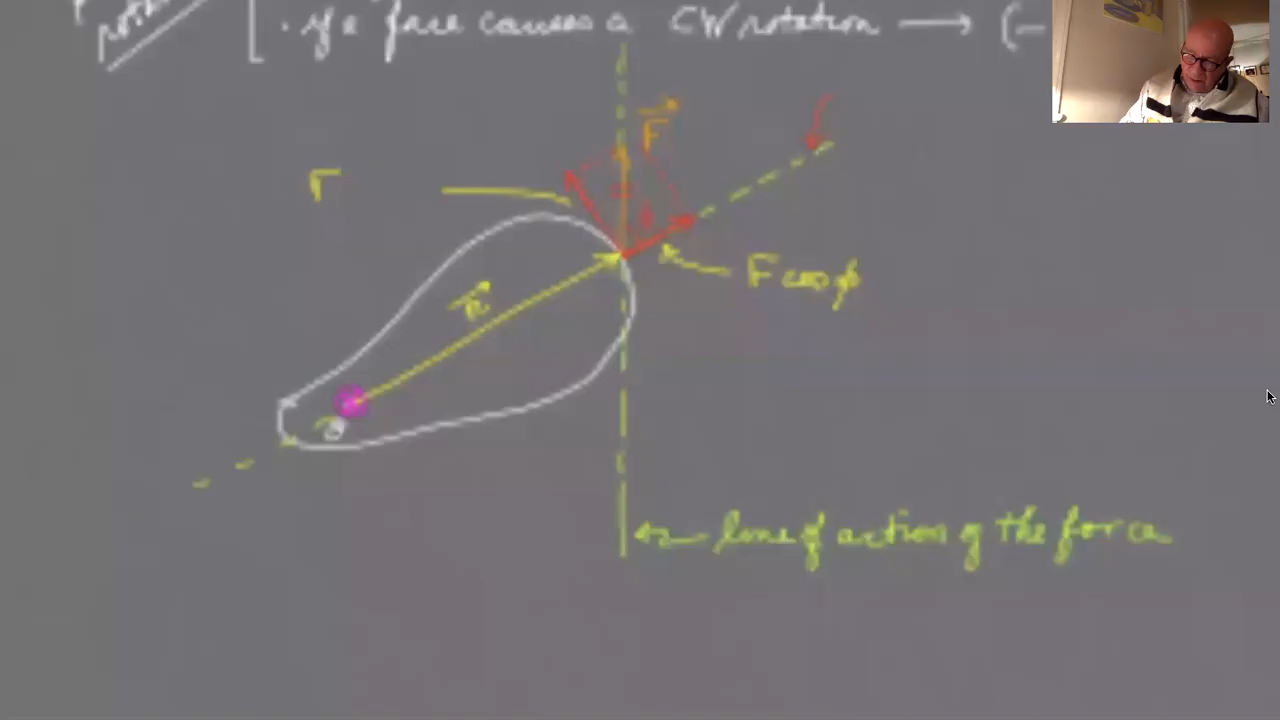 . if a force causes a CW rotation → (-
F
Γ
F cos φ
R
O
line of action of the force